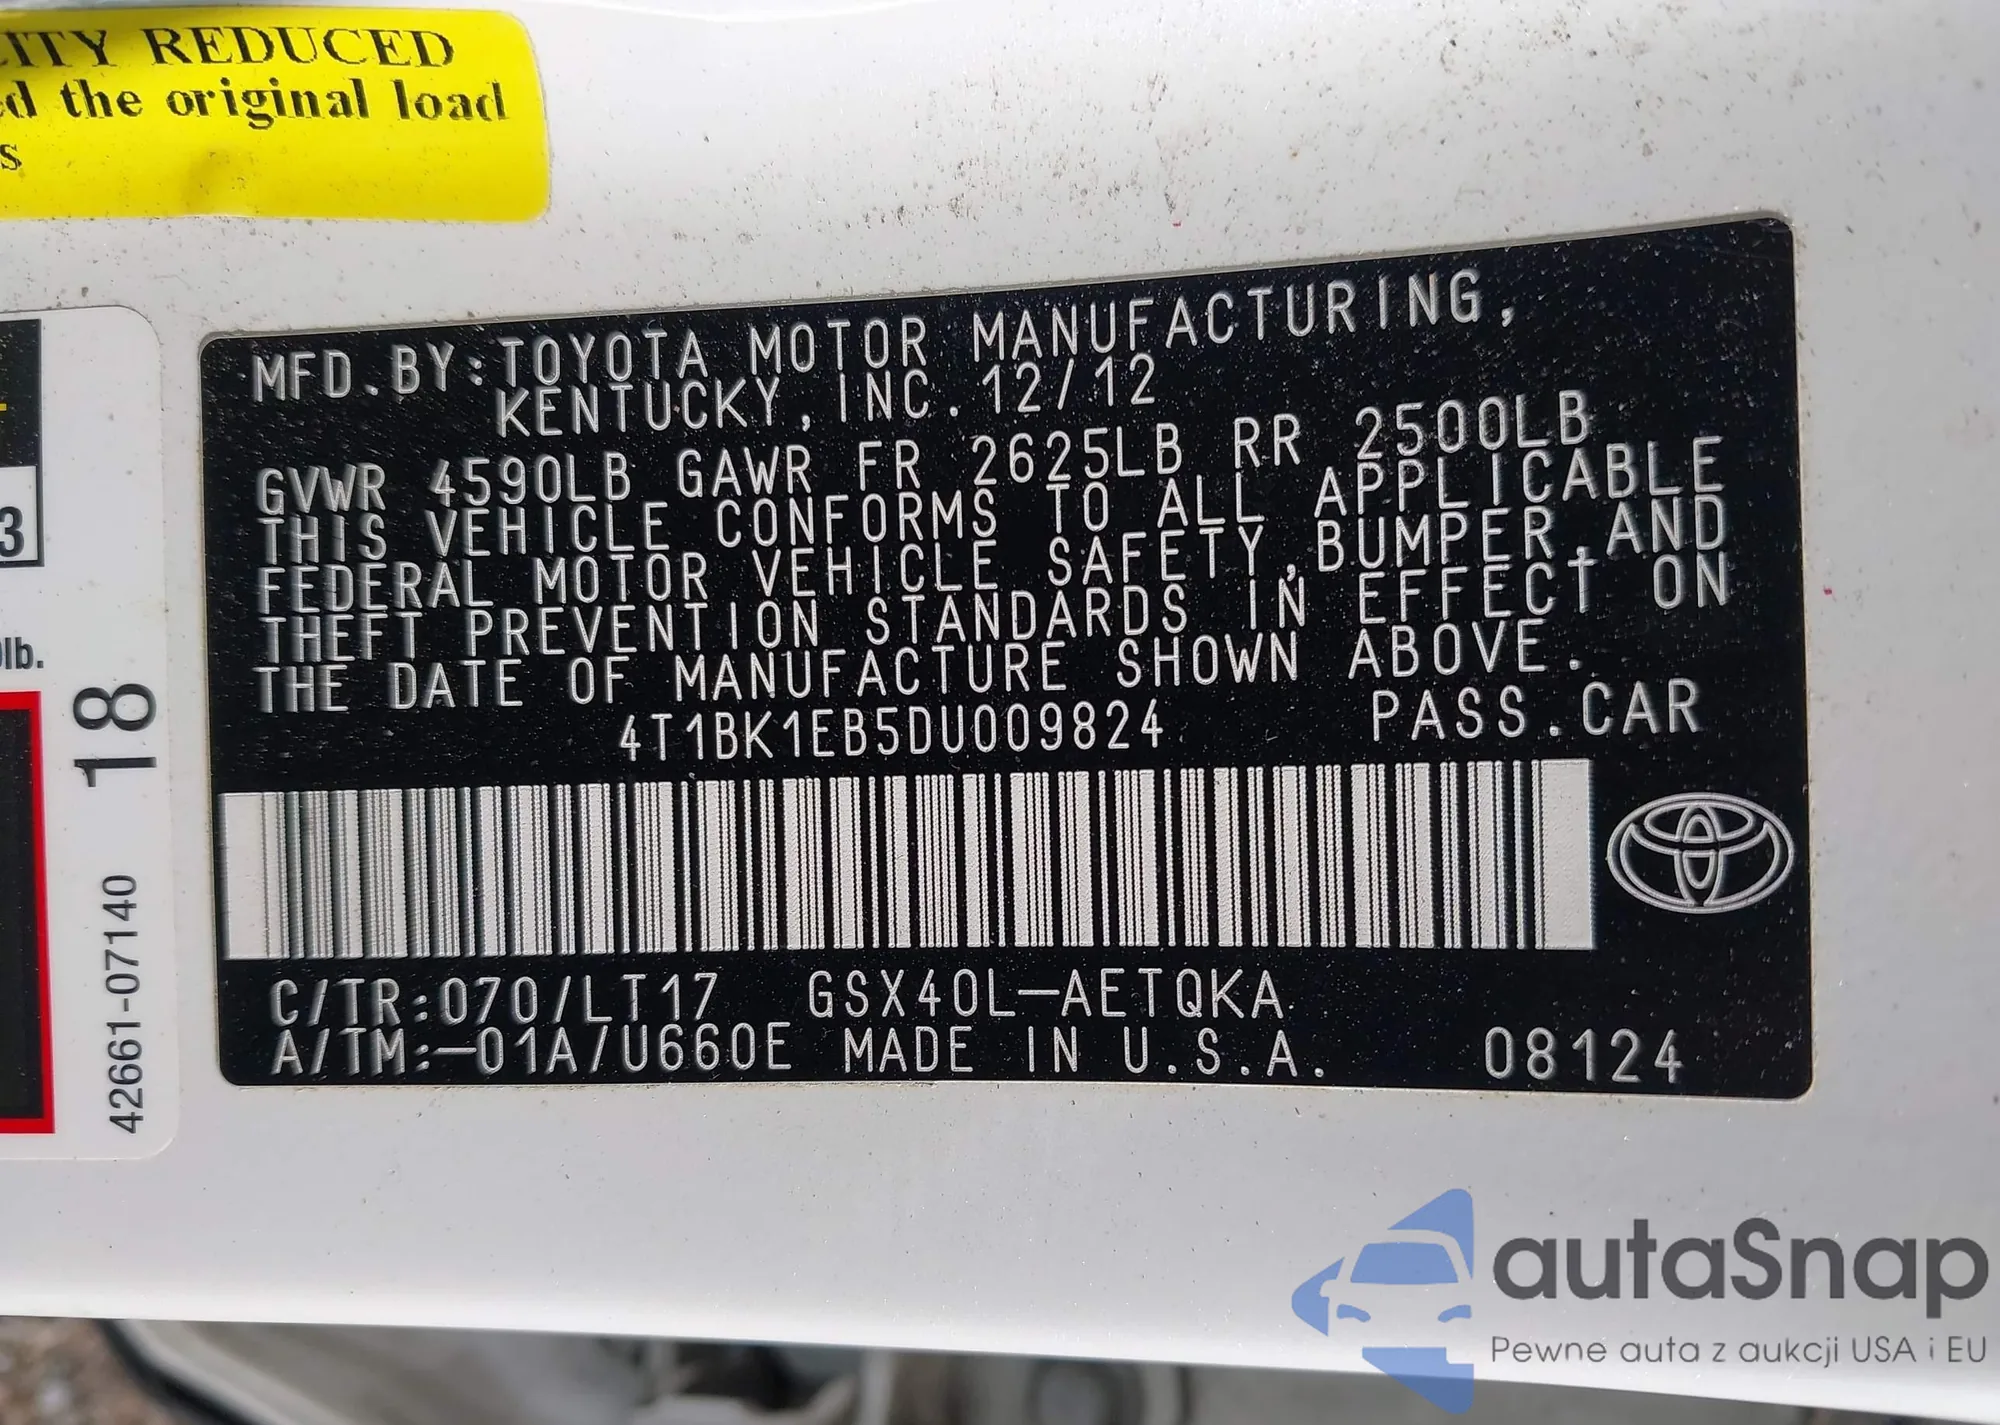 ITY REDUCED
ed the original load
s
3
lb.
18
42661-07140
MFD.BY:TOYOTA MOTOR MANUFACTURING,
KENTUCKY, INC. 12/12
GVWR 4590LB GAWR FR 2625LB RR 2500LB
THIS VEHICLE CONFORMS TO ALL APPLICABLE
FEDERAL MOTOR VEHICLE SAFETY,BUMPER,AND
THEFT PREVENTION STANDARDS IN EFFECT ON
THE DATE OF MANUFACTURE SHOWN ABOVE.
4T1BK1EB5DU009824 PASS.CAR
C/TR:070/LT17 GSX40L-AETQKA
A/TM:-01A/U660E MADE IN U.S.A. 08124
autaSnap
Pewne auta z aukcji USA i EU